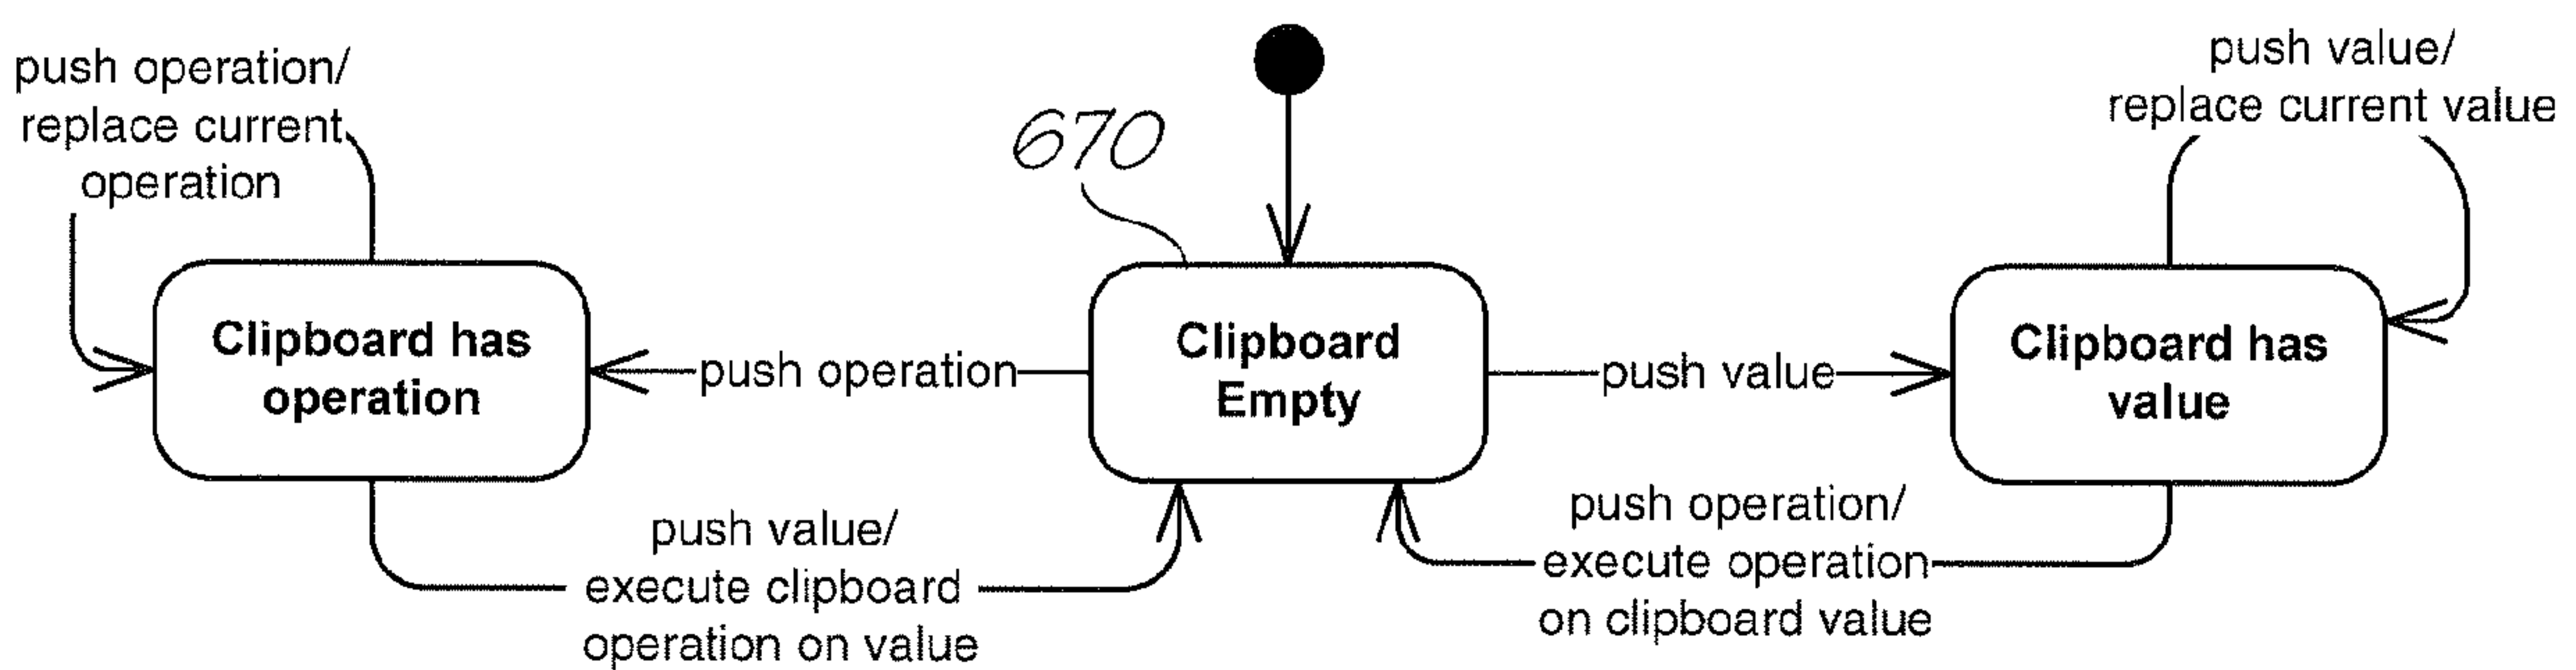 push operation/
replace current
operation
670
push value/
replace current value
Clipboard has
operation
push operation
Clipboard
Empty
push value
Clipboard has
value
push value/
execute clipboard
operation on value
push operation/
execute operation
on clipboard value